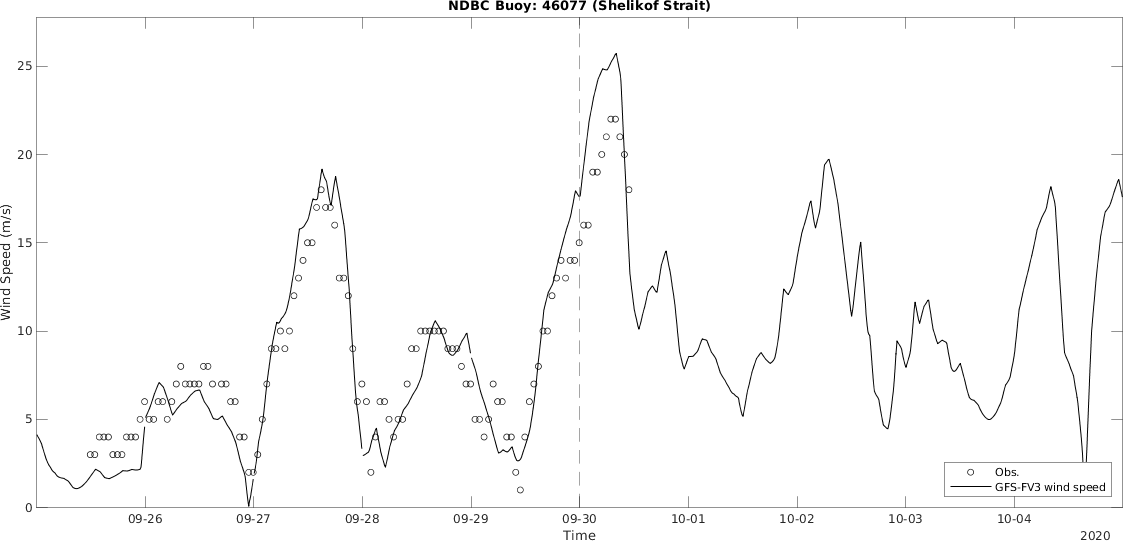 NDBC Buoy: 46077 (Shelikof Strait)
Wind Speed (m/s)
25
20
15
10
5
0
09-26 09-27 09-28 09-29 09-30 10-01 10-02 10-03 10-04
Time
2020
Obs.
GFS-FV3 wind speed